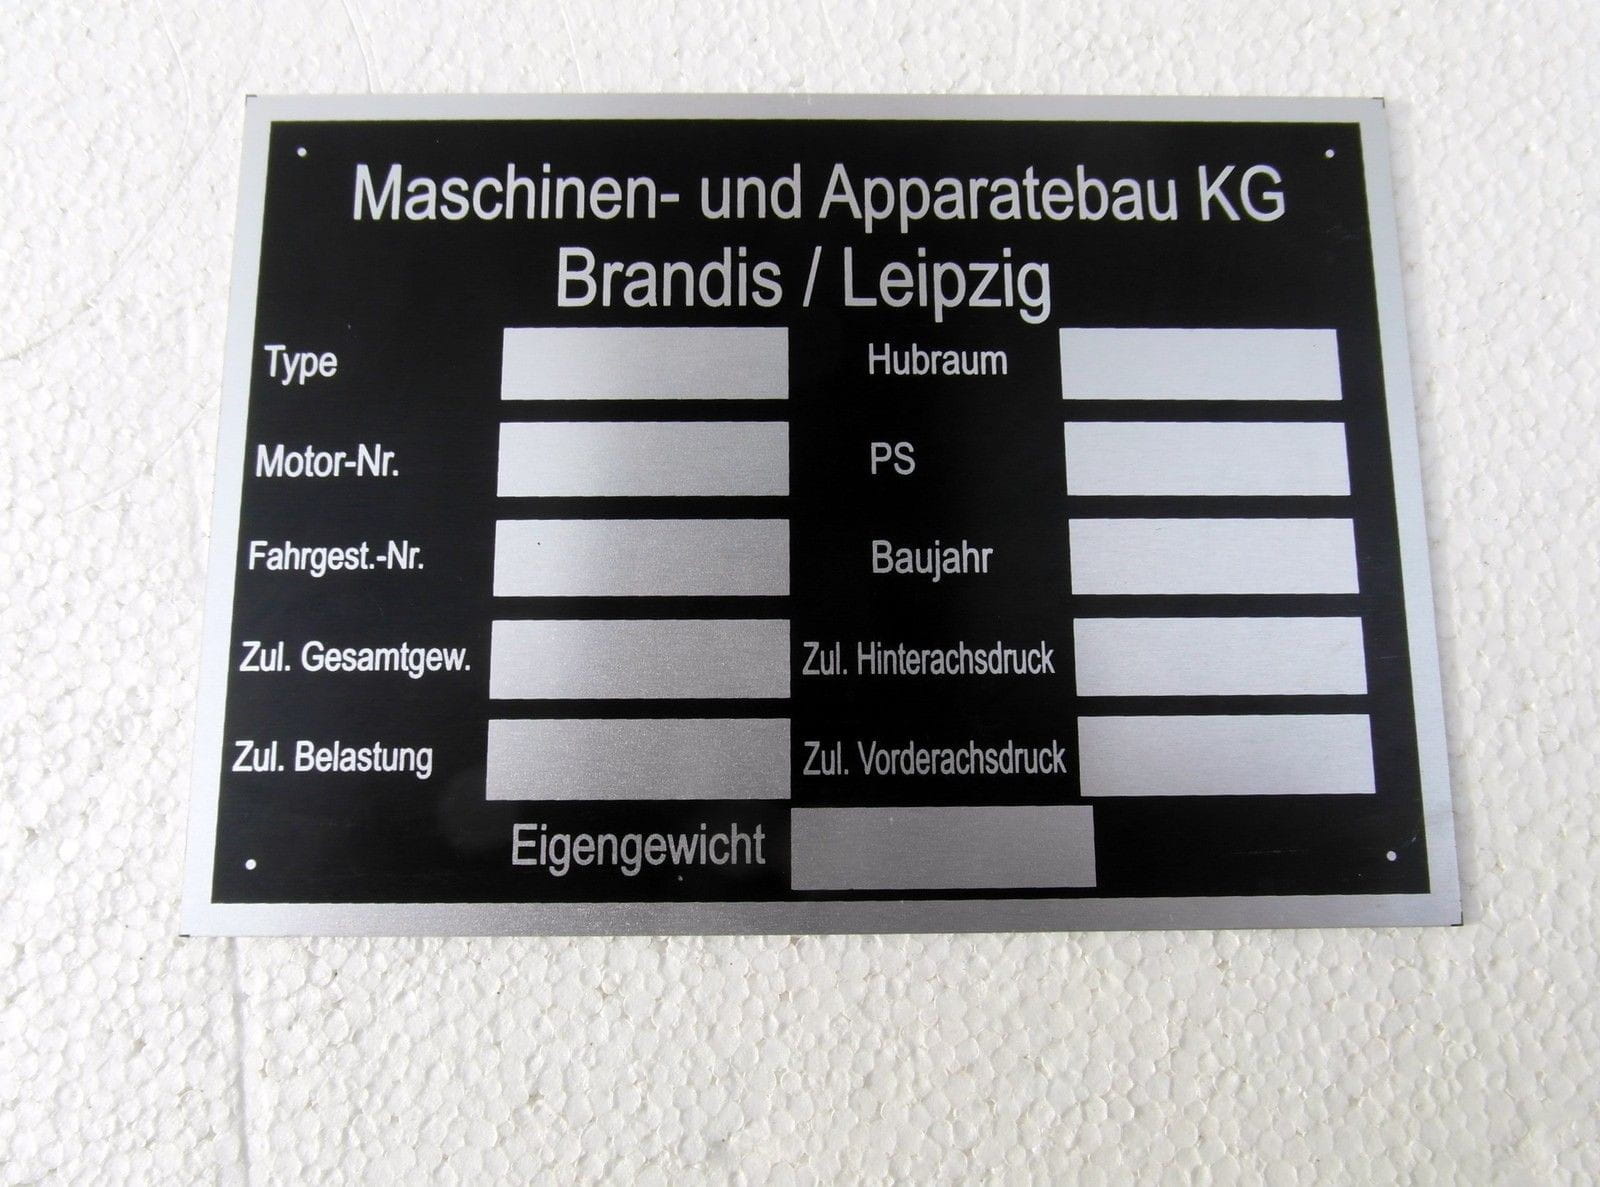 Maschinen- und Apparatebau KG
Brandis / Leipzig
Type
Hubraum
Motor-Nr.
PS
Fahrgest.-Nr.
Baujahr
Zul. Gesamtgew.
Zul. Hinterachsdruck
Zul. Belastung
Zul. Vorderachsdruck
Eigengewicht